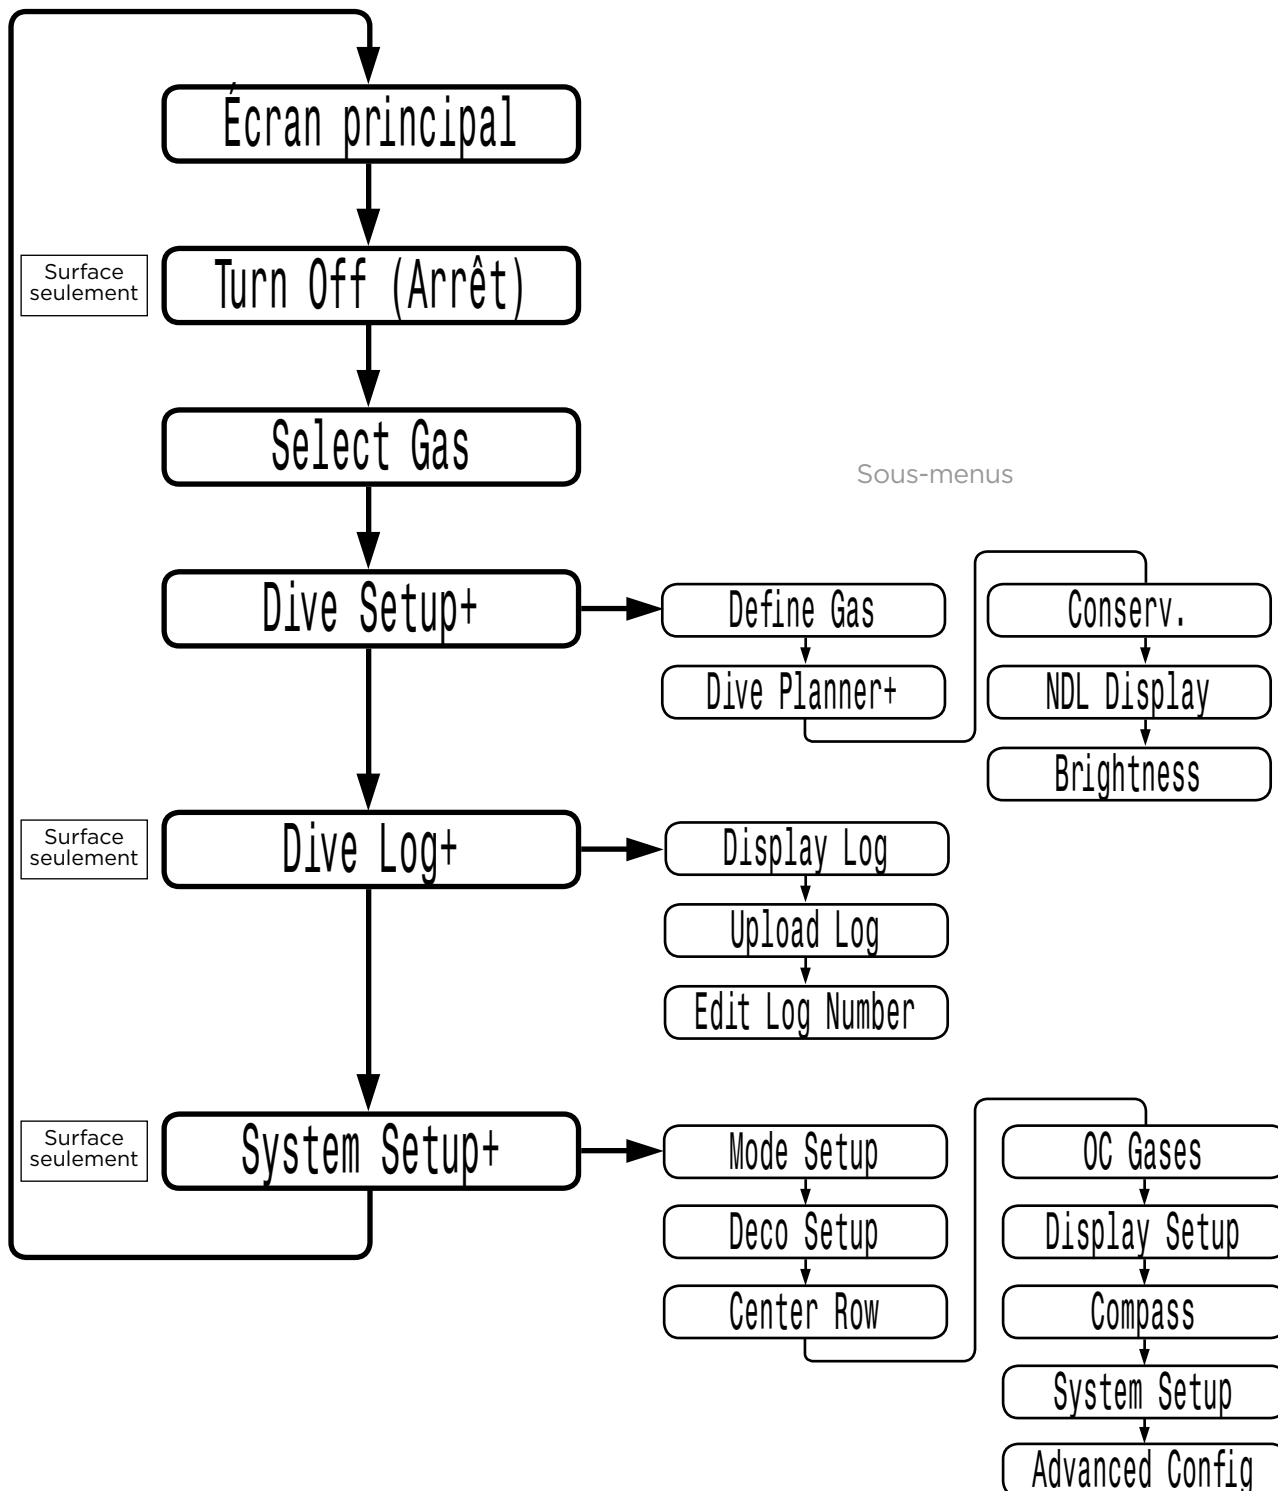 Écran principal
Surface
seulement
Turn Off (Arrêt)
Select Gas
Sous-menus
Dive Setup+
Define Gas
Dive Planner+
Conserv.
NDL Display
Brightness
Surface
seulement
Dive Log+
Display Log
Upload Log
Edit Log Number
Surface
seulement
System Setup+
Mode Setup
Deco Setup
Center Row
OC Gases
Display Setup
Compass
System Setup
Advanced Config